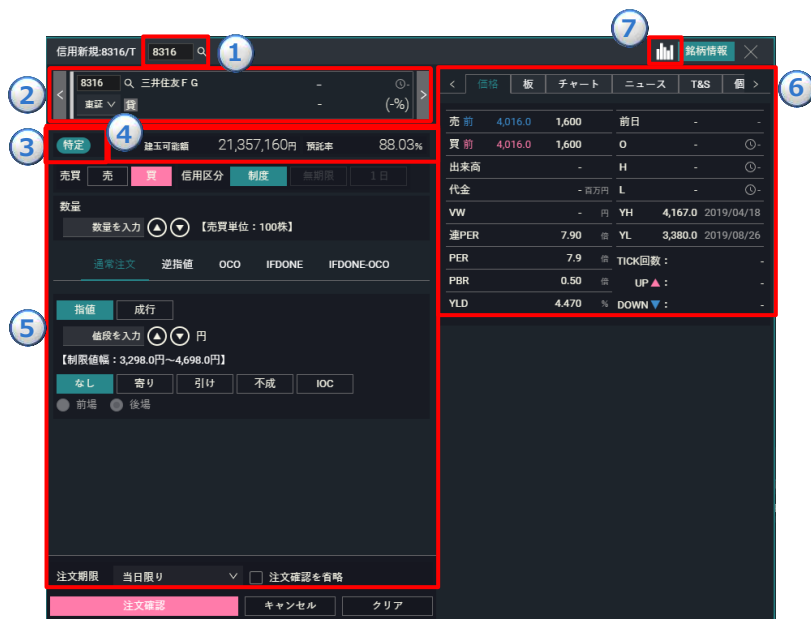 7
信用新規:8316/T 8316 1 銘柄情報
2 8316 三井住友ＦＧ - -
東証 貸 - (-%)
3 特定 4 建玉可能額 21,357,160円 預託率 88.03%
売買 売 買 信用区分 制度 無期限 1日
数量
数量を入力 【売買単位：100株】
通常注文 逆指値 OCO IFDONE IFDONE-OCO
5 指値 成行
値段を入力 円
【制限値幅：3,298.0円～4,698.0円】
なし 寄り 引け 不成 IOC
前場 後場
注文期限 当日限り 注文確認を省略
注文確認 キャンセル クリア
6
< 価格 板 チャート ニュース T&S 個 >
売 前 4,016.0 1,600 前日 - -
買 前 4,016.0 1,600 O - -
出来高 - H - -
代金 - 百万円 L - -
VW - 円 YH 4,167.0 2019/04/18
連PER 7.90 倍 YL 3,380.0 2019/08/26
PER 7.9 倍 TICK回数： -
PBR 0.50 倍 UP▲： -
YLD 4.470 % DOWN▼： -